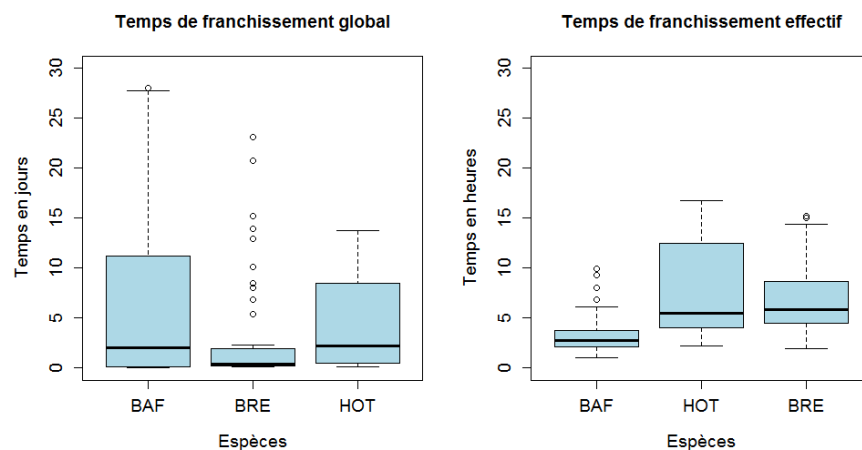 Temps de franchissement global
Temps en jours
30
25
20
15
10
5
0
BAF BRE HOT
Espèces
Temps de franchissement effectif
Temps en heures
30
25
20
15
10
5
0
BAF HOT BRE
Espèces